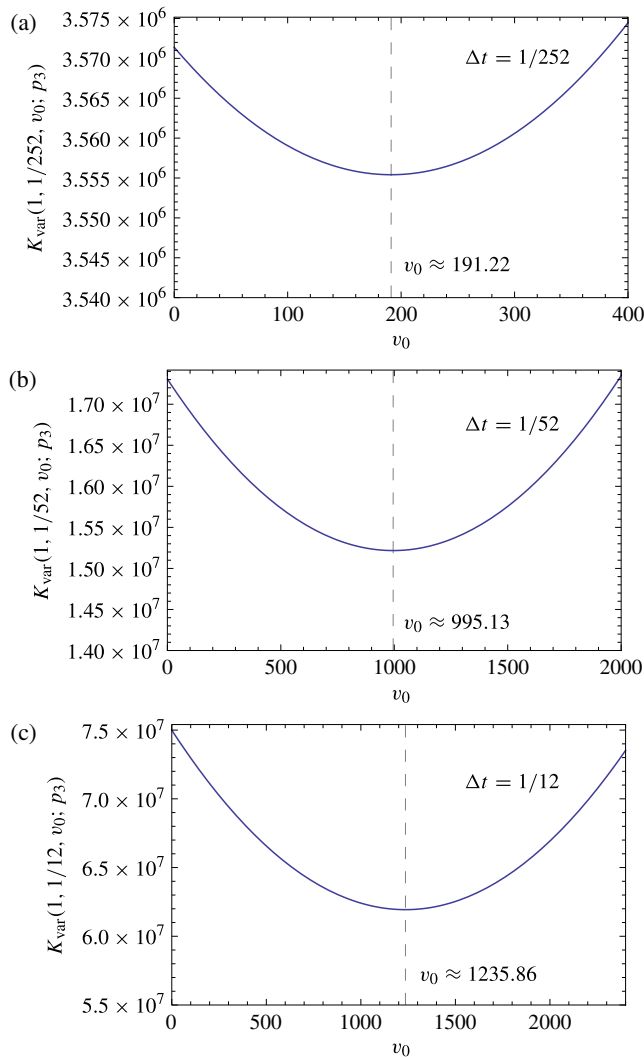 (a)
K_var(1, 1/252, v_0; p_3)
3.575 × 10^6
3.570 × 10^6
3.565 × 10^6
3.560 × 10^6
3.555 × 10^6
3.550 × 10^6
3.545 × 10^6
3.540 × 10^6
Δt = 1/252
v_0 ≈ 191.22
0 100 200 300 400
v_0
(b)
K_var(1, 1/52, v_0; p_3)
1.70 × 10^7
1.65 × 10^7
1.60 × 10^7
1.55 × 10^7
1.50 × 10^7
1.45 × 10^7
1.40 × 10^7
Δt = 1/52
v_0 ≈ 995.13
0 500 1000 1500 2000
v_0
(c)
K_var(1, 1/12, v_0; p_3)
7.5 × 10^7
7.0 × 10^7
6.5 × 10^7
6.0 × 10^7
5.5 × 10^7
Δt = 1/12
v_0 ≈ 1235.86
0 500 1000 1500 2000
v_0